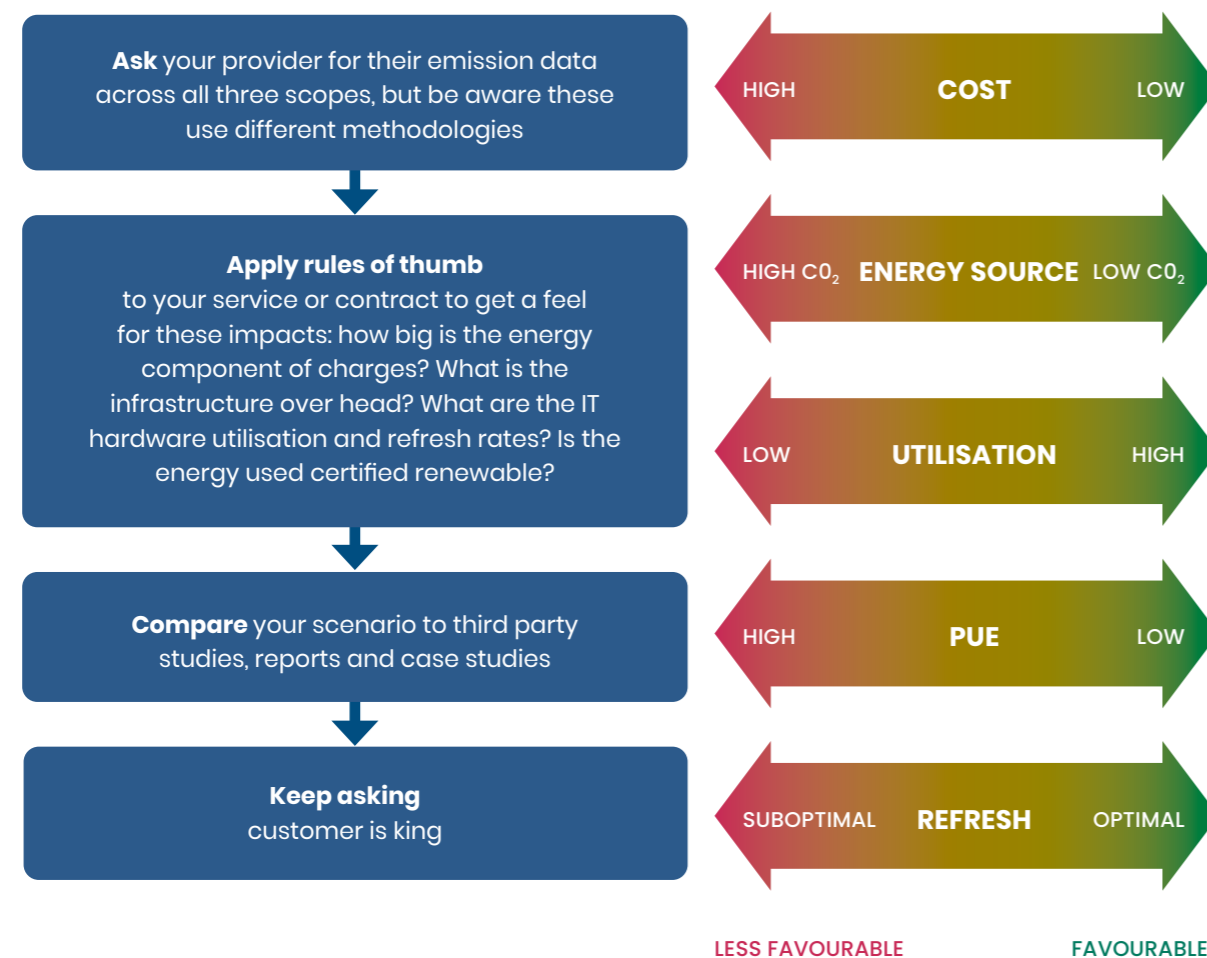 Ask your provider for their emission data
across all three scopes, but be aware these
use different methodologies
Apply rules of thumb
to your service or contract to get a feel
for these impacts: how big is the energy
component of charges? What is the
infrastructure over head? What are the IT
hardware utilisation and refresh rates? Is the
energy used certified renewable?
Compare your scenario to third party
studies, reports and case studies
Keep asking
customer is king
HIGH COST LOW
HIGH C0₂ ENERGY SOURCE LOW C0₂
LOW UTILISATION HIGH
HIGH PUE LOW
SUBOPTIMAL REFRESH OPTIMAL
LESS FAVOURABLE FAVOURABLE